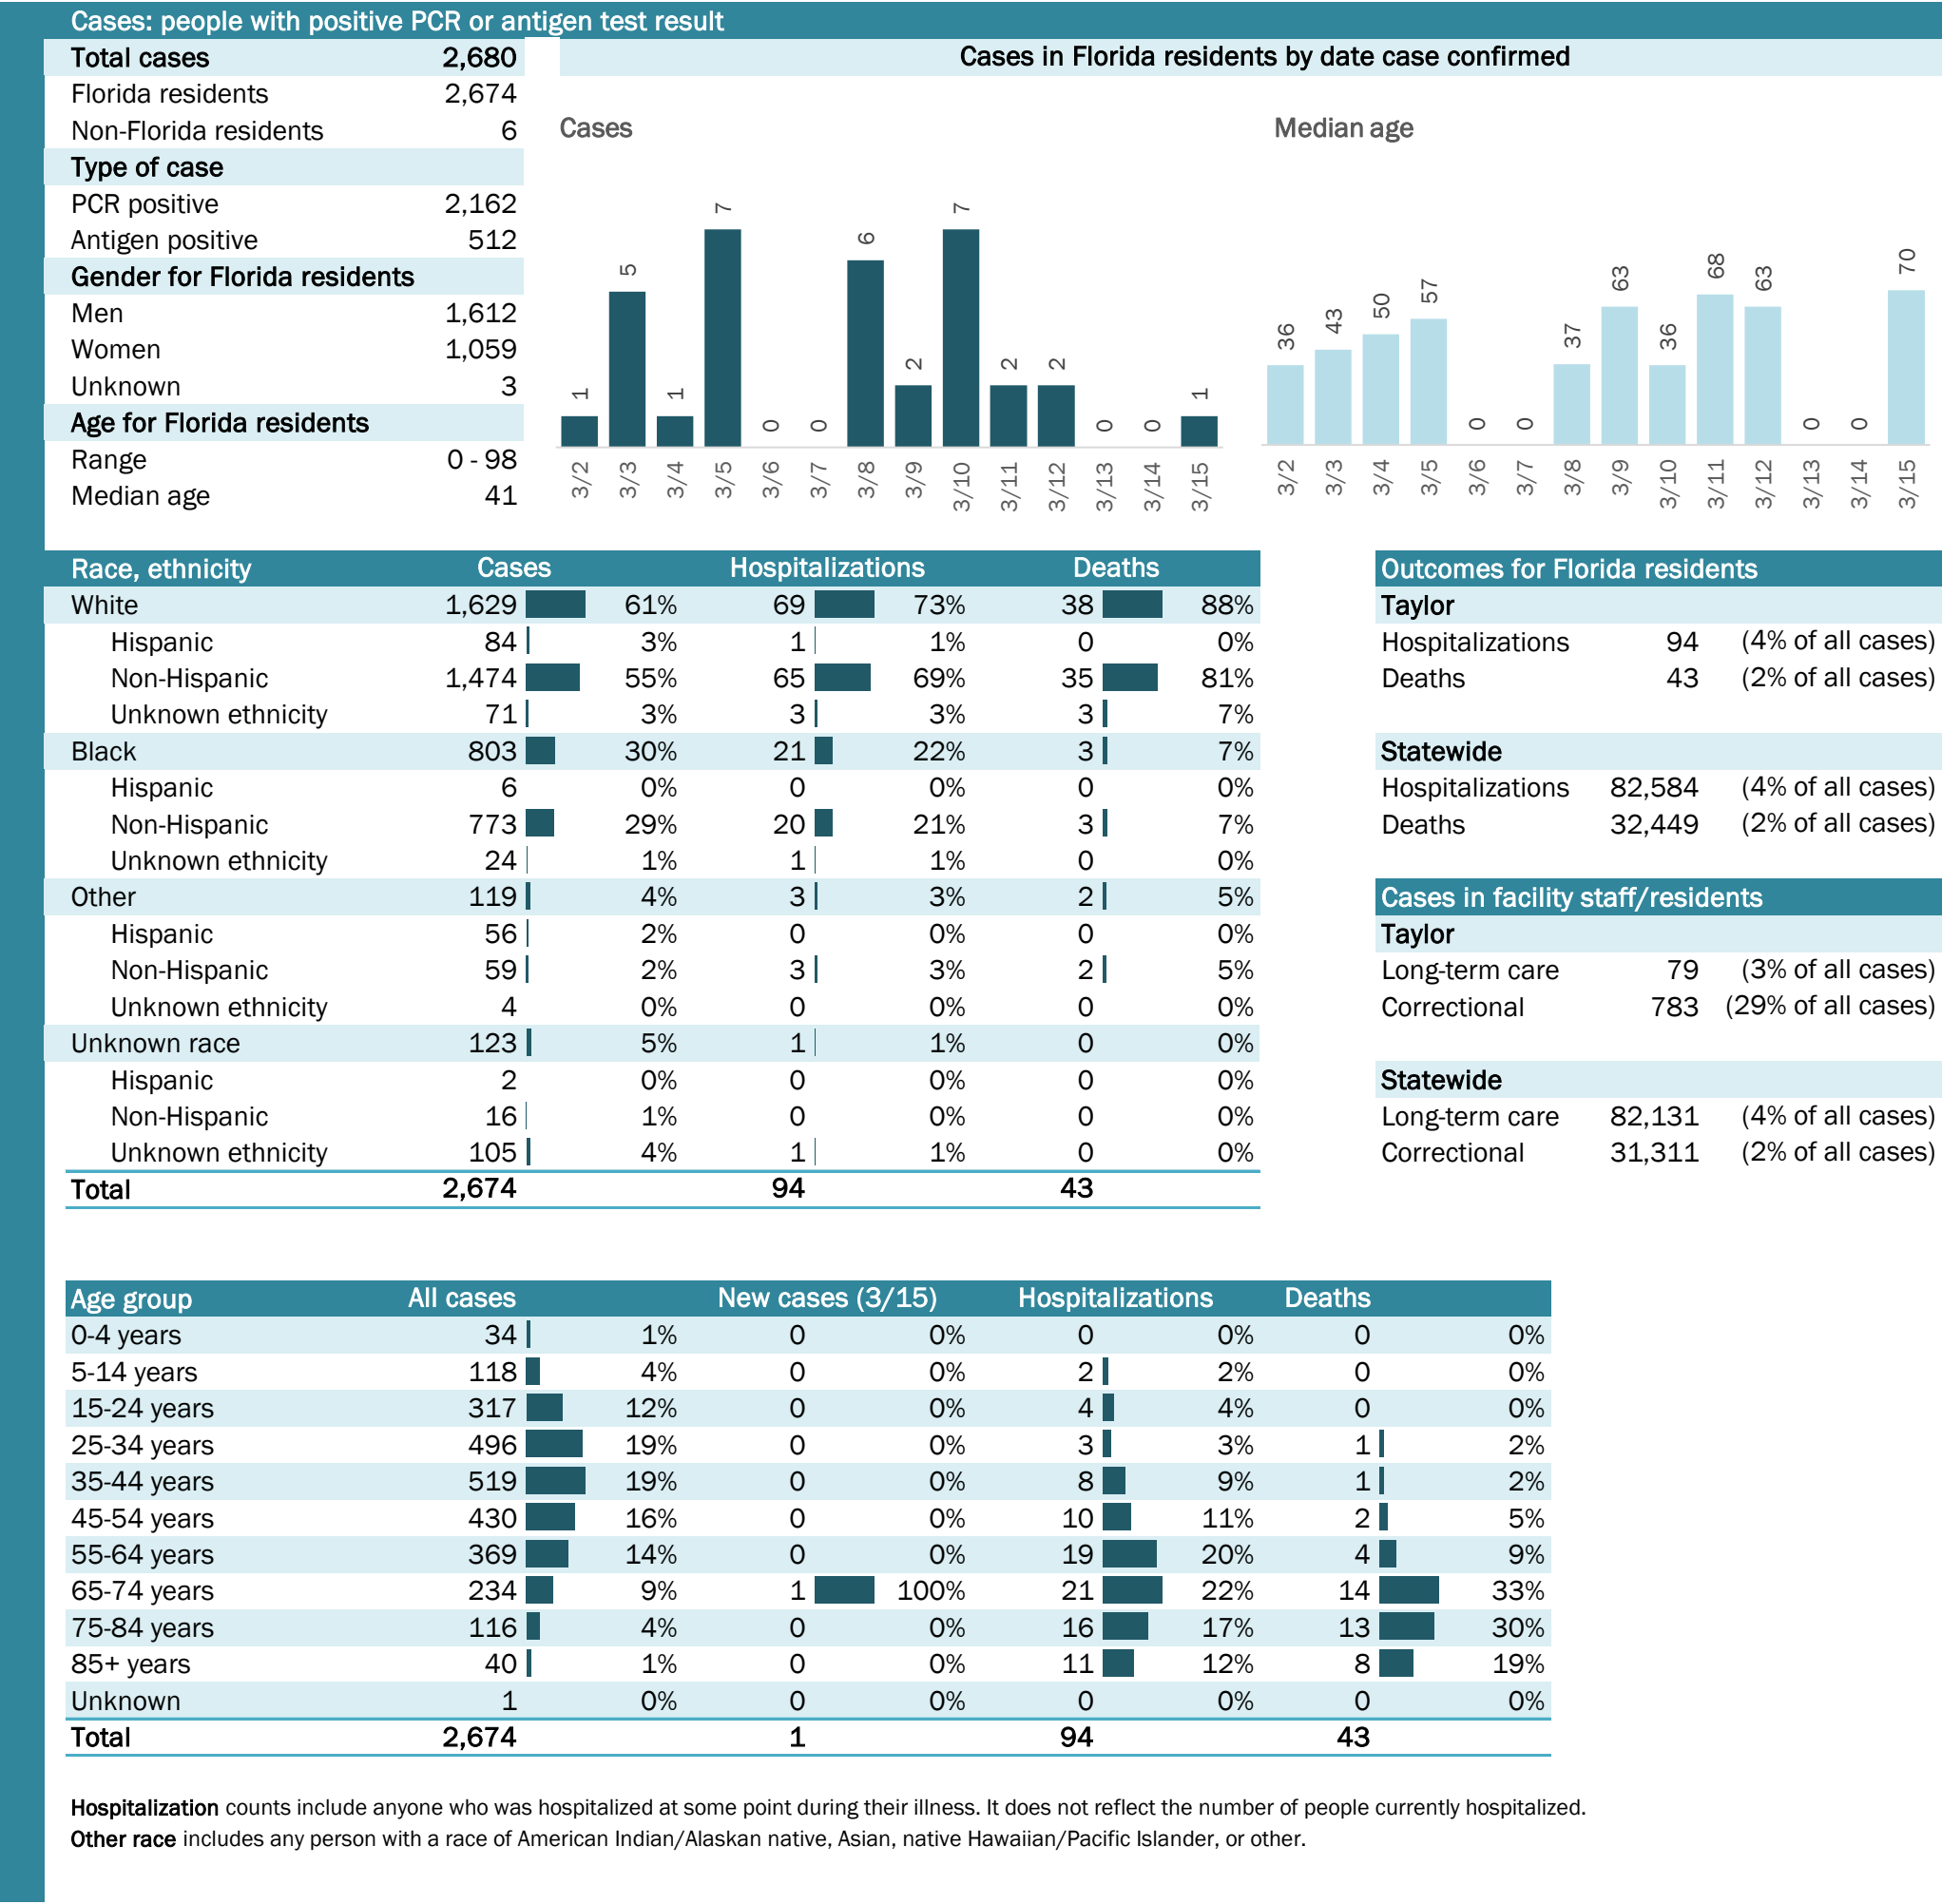 Cases: people with positive PCR or antigen test result
Total cases 2,680
Florida residents 2,674
Non-Florida residents 6
Type of case
PCR positive 2,162
Antigen positive 512
Gender for Florida residents
Men 1,612
Women 1,059
Unknown 3
Age for Florida residents
Range 0 - 98
Median age 41
Cases in Florida residents by date case confirmed
Cases
1 5 1 7 0 0 6 2 7 2 2 0 0 1
3/2 3/3 3/4 3/5 3/6 3/7 3/8 3/9 3/10 3/11 3/12 3/13 3/14 3/15
Median age
36 43 50 57 0 0 37 63 36 68 63 0 0 70
3/2 3/3 3/4 3/5 3/6 3/7 3/8 3/9 3/10 3/11 3/12 3/13 3/14 3/15
Race, ethnicity Cases Hospitalizations Deaths
White 1,629 61% 69 73% 38 88%
Hispanic 84 3% 1 1% 0 0%
Non-Hispanic 1,474 55% 65 69% 35 81%
Unknown ethnicity 71 3% 3 3% 3 7%
Black 803 30% 21 22% 3 7%
Hispanic 6 0% 0 0% 0 0%
Non-Hispanic 773 29% 20 21% 3 7%
Unknown ethnicity 24 1% 1 1% 0 0%
Other 119 4% 3 3% 2 5%
Hispanic 56 2% 0 0% 0 0%
Non-Hispanic 59 2% 3 3% 2 5%
Unknown ethnicity 4 0% 0 0% 0 0%
Unknown race 123 5% 1 1% 0 0%
Hispanic 2 0% 0 0% 0 0%
Non-Hispanic 16 1% 0 0% 0 0%
Unknown ethnicity 105 4% 1 1% 0 0%
Total 2,674 94 43
Outcomes for Florida residents
Taylor
Hospitalizations 94 (4% of all cases)
Deaths 43 (2% of all cases)
Statewide
Hospitalizations 82,584 (4% of all cases)
Deaths 32,449 (2% of all cases)
Cases in facility staff/residents
Taylor
Long-term care 79 (3% of all cases)
Correctional 783 (29% of all cases)
Statewide
Long-term care 82,131 (4% of all cases)
Correctional 31,311 (2% of all cases)
Age group All cases New cases (3/15) Hospitalizations Deaths
0-4 years 34 1% 0 0% 0 0% 0 0%
5-14 years 118 4% 0 0% 2 2% 0 0%
15-24 years 317 12% 0 0% 4 4% 0 0%
25-34 years 496 19% 0 0% 3 3% 1 2%
35-44 years 519 19% 0 0% 8 9% 1 2%
45-54 years 430 16% 0 0% 10 11% 2 5%
55-64 years 369 14% 0 0% 19 20% 4 9%
65-74 years 234 9% 1 100% 21 22% 14 33%
75-84 years 116 4% 0 0% 16 17% 13 30%
85+ years 40 1% 0 0% 11 12% 8 19%
Unknown 1 0% 0 0% 0 0% 0 0%
Total 2,674 1 94 43
Hospitalization counts include anyone who was hospitalized at some point during their illness. It does not reflect the number of people currently hospitalized.
Other race includes any person with a race of American Indian/Alaskan native, Asian, native Hawaiian/Pacific Islander, or other.